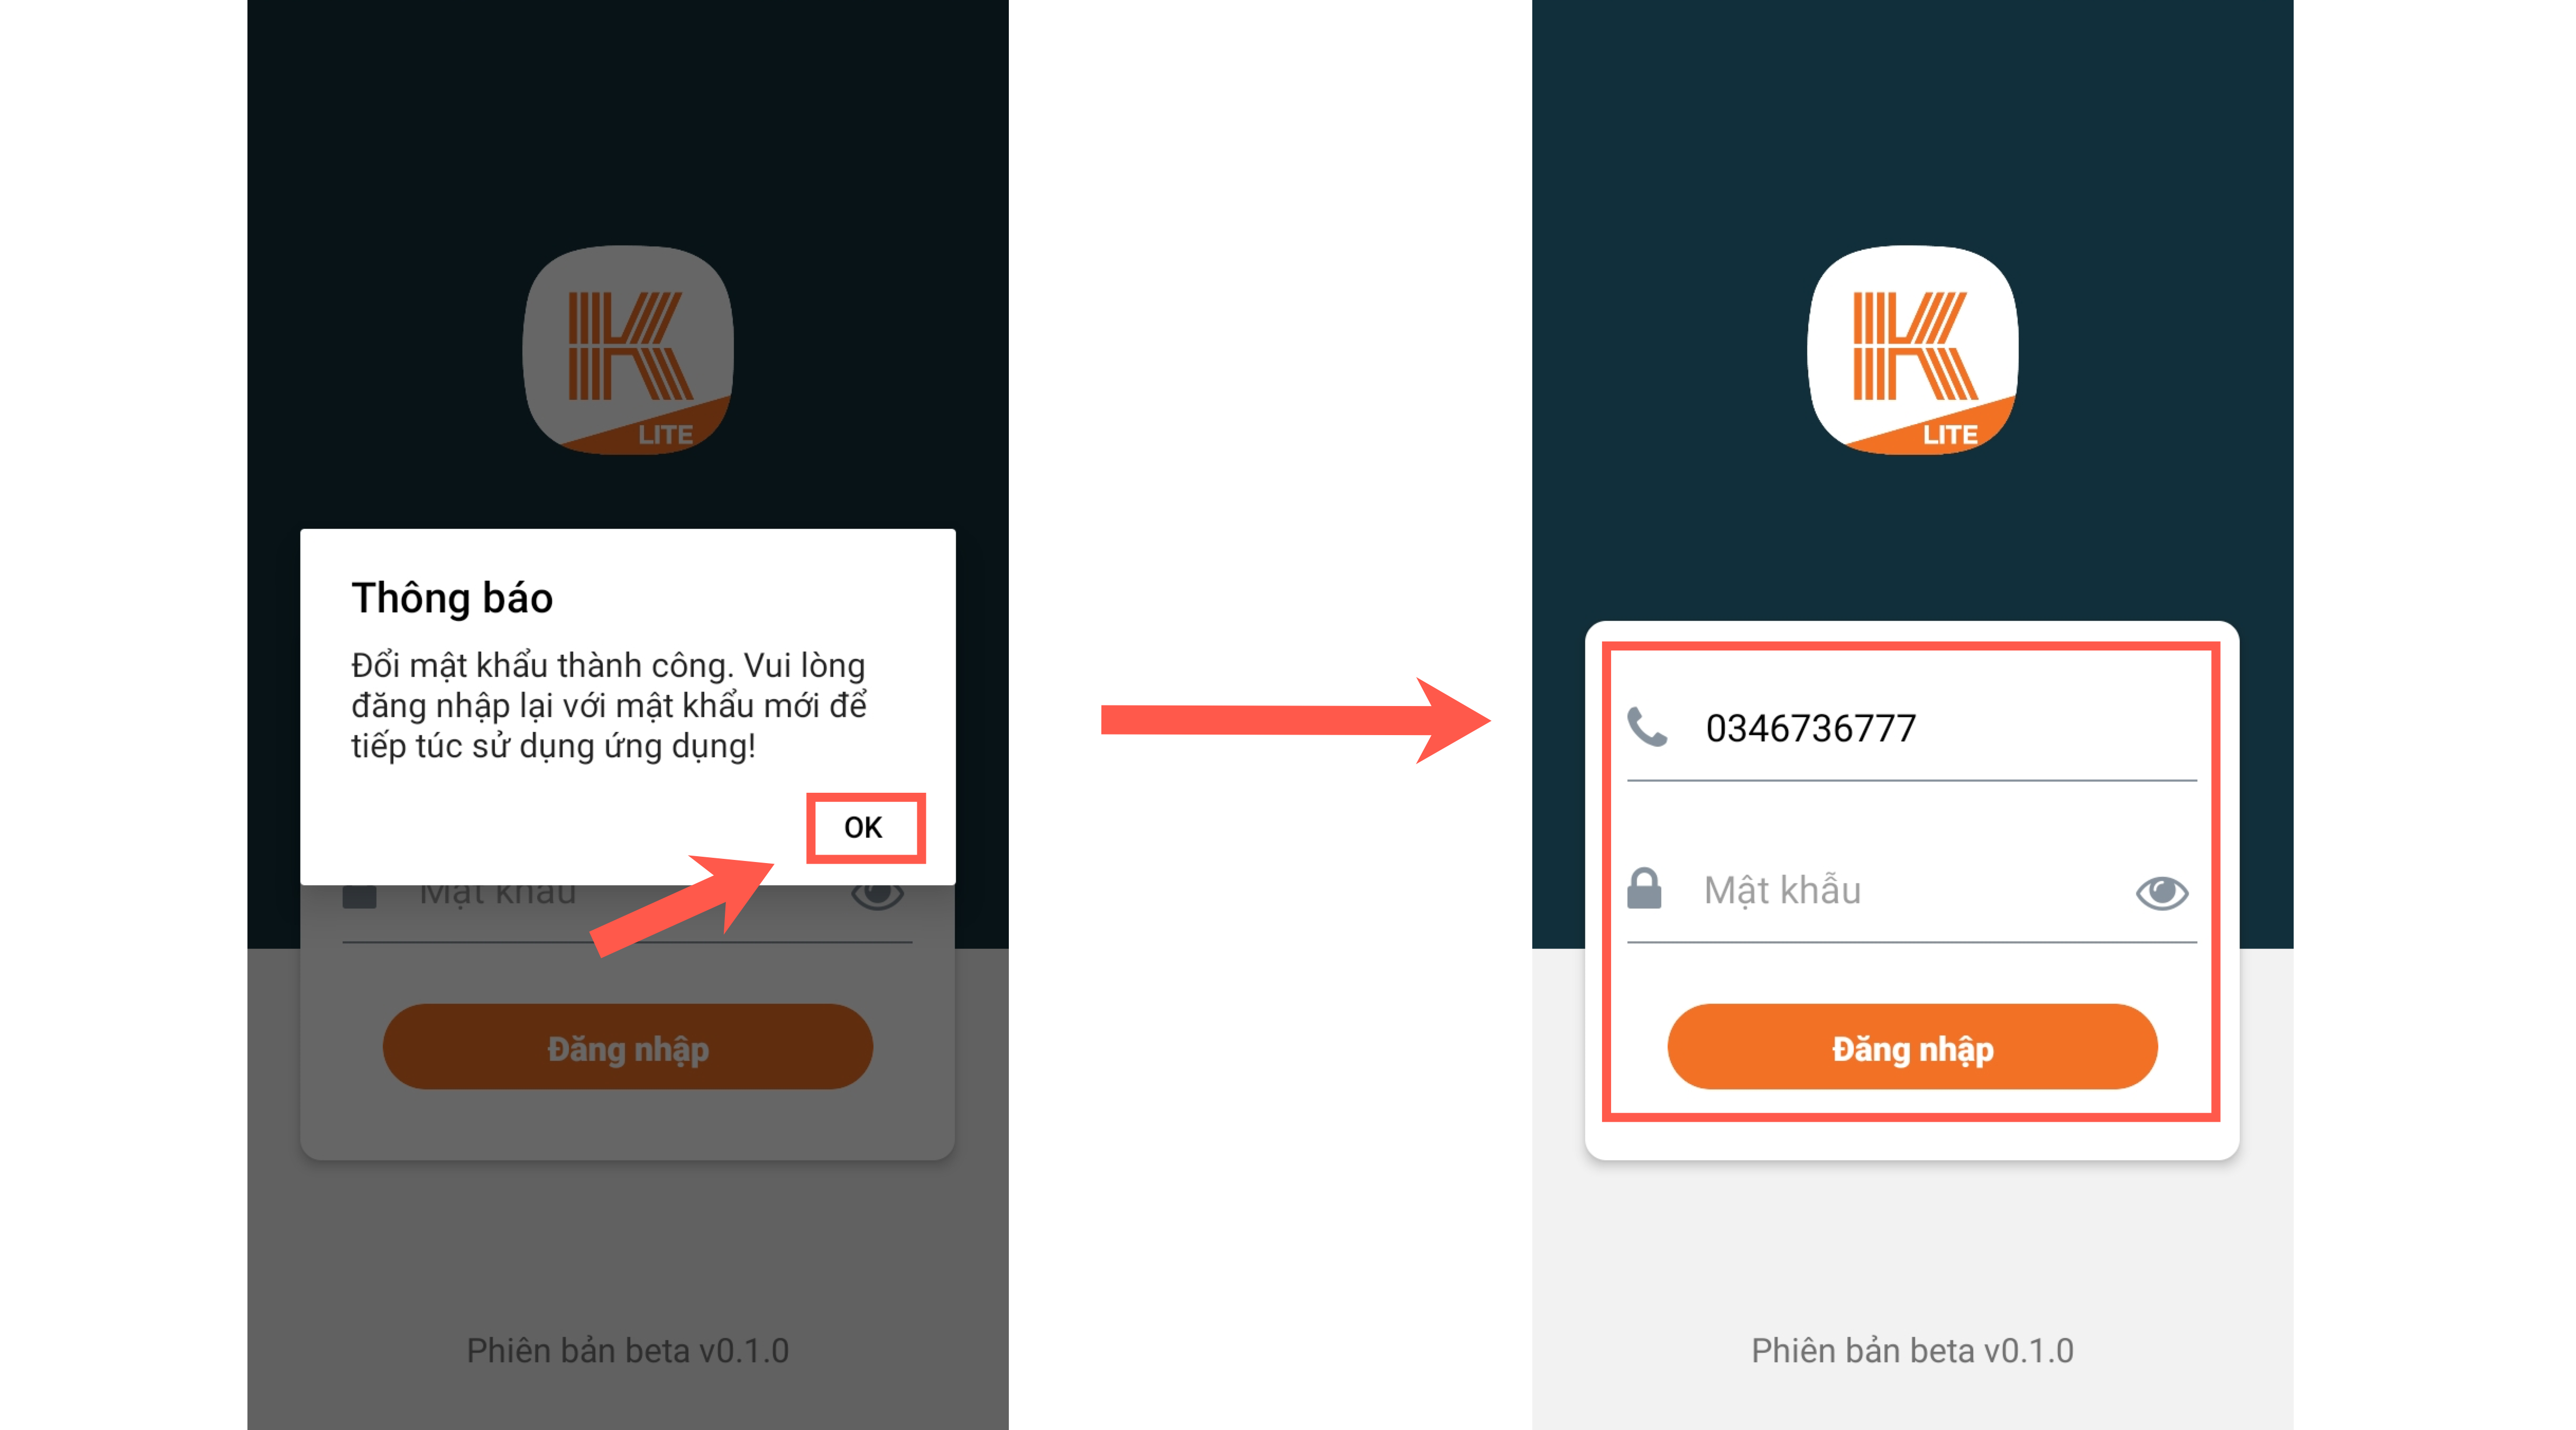 K
LITE
Thông báo
Đổi mật khẩu thành công. Vui lòng
đăng nhập lại với mật khẩu mới để
tiếp túc sử dụng ứng dụng!
OK
Mật khẩu
Đăng nhập
Phiên bản beta v0.1.0
K
LITE
0346736777
Mật khẩu
Đăng nhập
Phiên bản beta v0.1.0